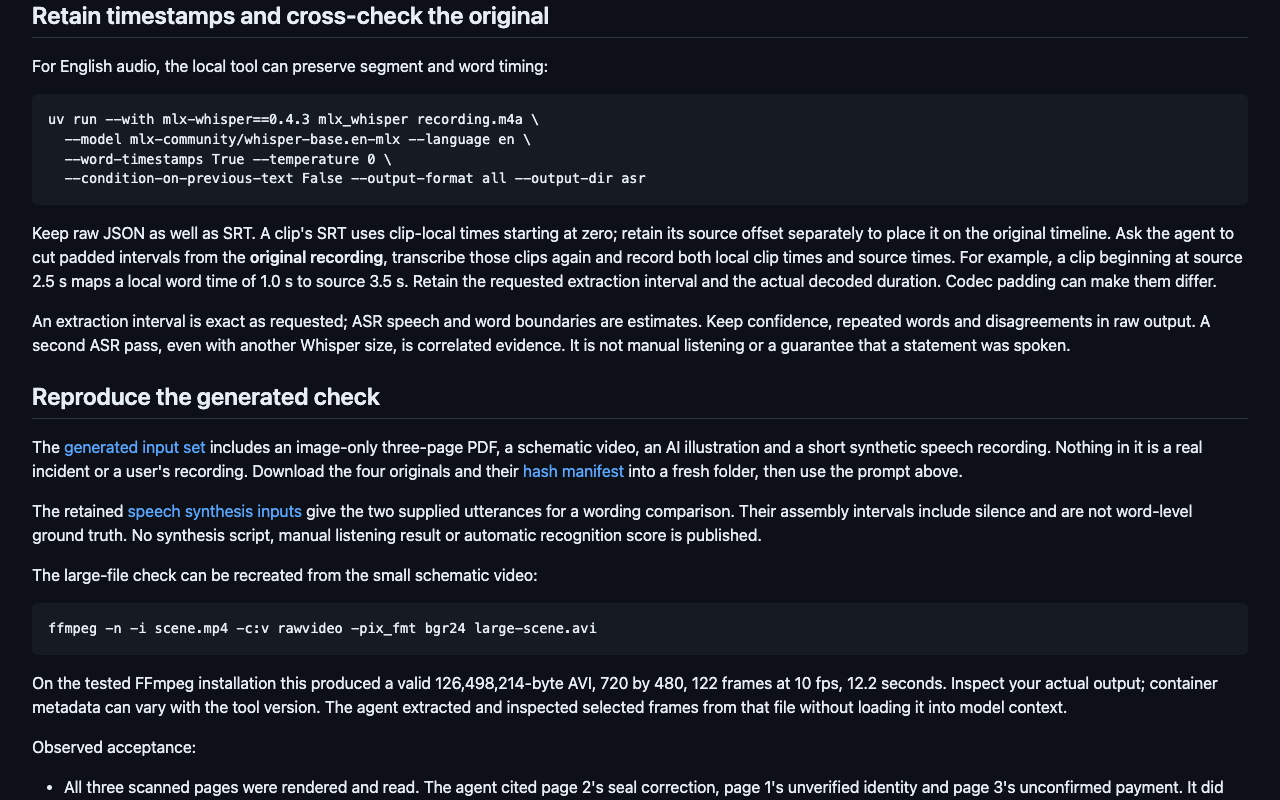 Retain timestamps and cross-check the original
For English audio, the local tool can preserve segment and word timing:
uv run --with mlx-whisper==0.4.3 mlx_whisper recording.m4a \
  --model mlx-community/whisper-base.en-mlx --language en \
  --word-timestamps True --temperature 0 \
  --condition-on-previous-text False --output-format all --output-dir asr
Keep raw JSON as well as SRT. A clip's SRT uses clip-local times starting at zero; retain its source offset separately to place it on the original timeline. Ask the agent to
cut padded intervals from the original recording, transcribe those clips again and record both local clip times and source times. For example, a clip beginning at source
2.5 s maps a local word time of 1.0 s to source 3.5 s. Retain the requested extraction interval and the actual decoded duration. Codec padding can make them differ.
An extraction interval is exact as requested; ASR speech and word boundaries are estimates. Keep confidence, repeated words and disagreements in raw output. A
second ASR pass, even with another Whisper size, is correlated evidence. It is not manual listening or a guarantee that a statement was spoken.
Reproduce the generated check
The generated input set includes an image-only three-page PDF, a schematic video, an AI illustration and a short synthetic speech recording. Nothing in it is a real
incident or a user's recording. Download the four originals and their hash manifest into a fresh folder, then use the prompt above.
The retained speech synthesis inputs give the two supplied utterances for a wording comparison. Their assembly intervals include silence and are not word-level
ground truth. No synthesis script, manual listening result or automatic recognition score is published.
The large-file check can be recreated from the small schematic video:
ffmpeg -n -i scene.mp4 -c:v rawvideo -pix_fmt bgr24 large-scene.avi
On the tested FFmpeg installation this produced a valid 126,498,214-byte AVI, 720 by 480, 122 frames at 10 fps, 12.2 seconds. Inspect your actual output; container
metadata can vary with the tool version. The agent extracted and inspected selected frames from that file without loading it into model context.
Observed acceptance:
• All three scanned pages were rendered and read. The agent cited page 2's seal correction, page 1's unverified identity and page 3's unconfirmed payment. It did